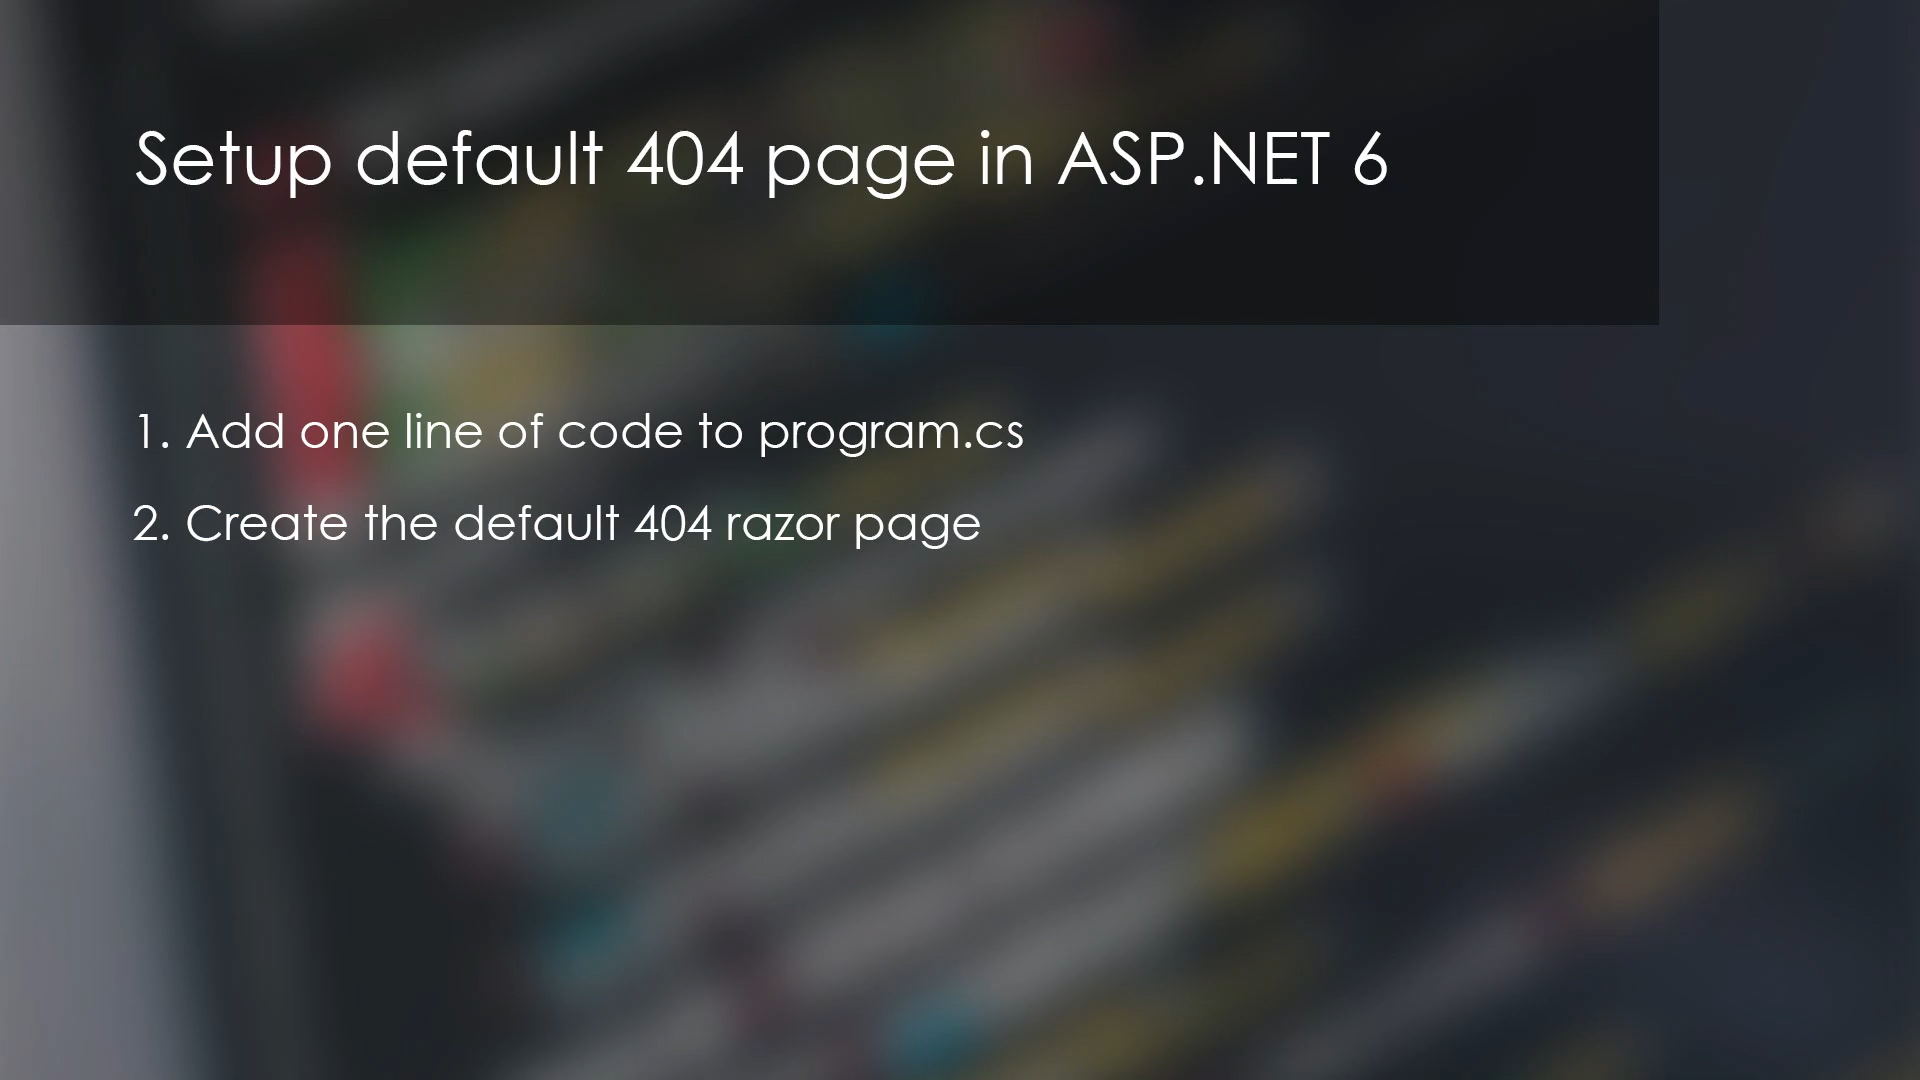 Setup default 404 page in ASP.NET 6
1. Add one line of code to program.cs
2. Create the default 404 razor page